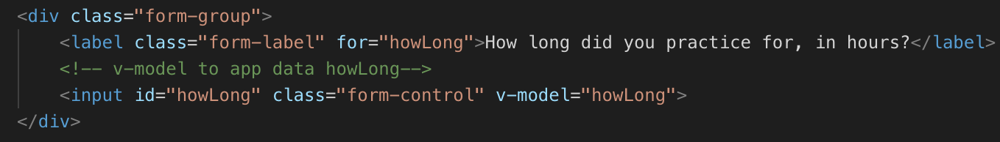 <div class="form-group">
<label class="form-label" for="howLong">How long did you practice for, in hours?</label>
<!-- v-model to app data howLong-->
<input id="howLong" class="form-control" v-model="howLong">
</div>